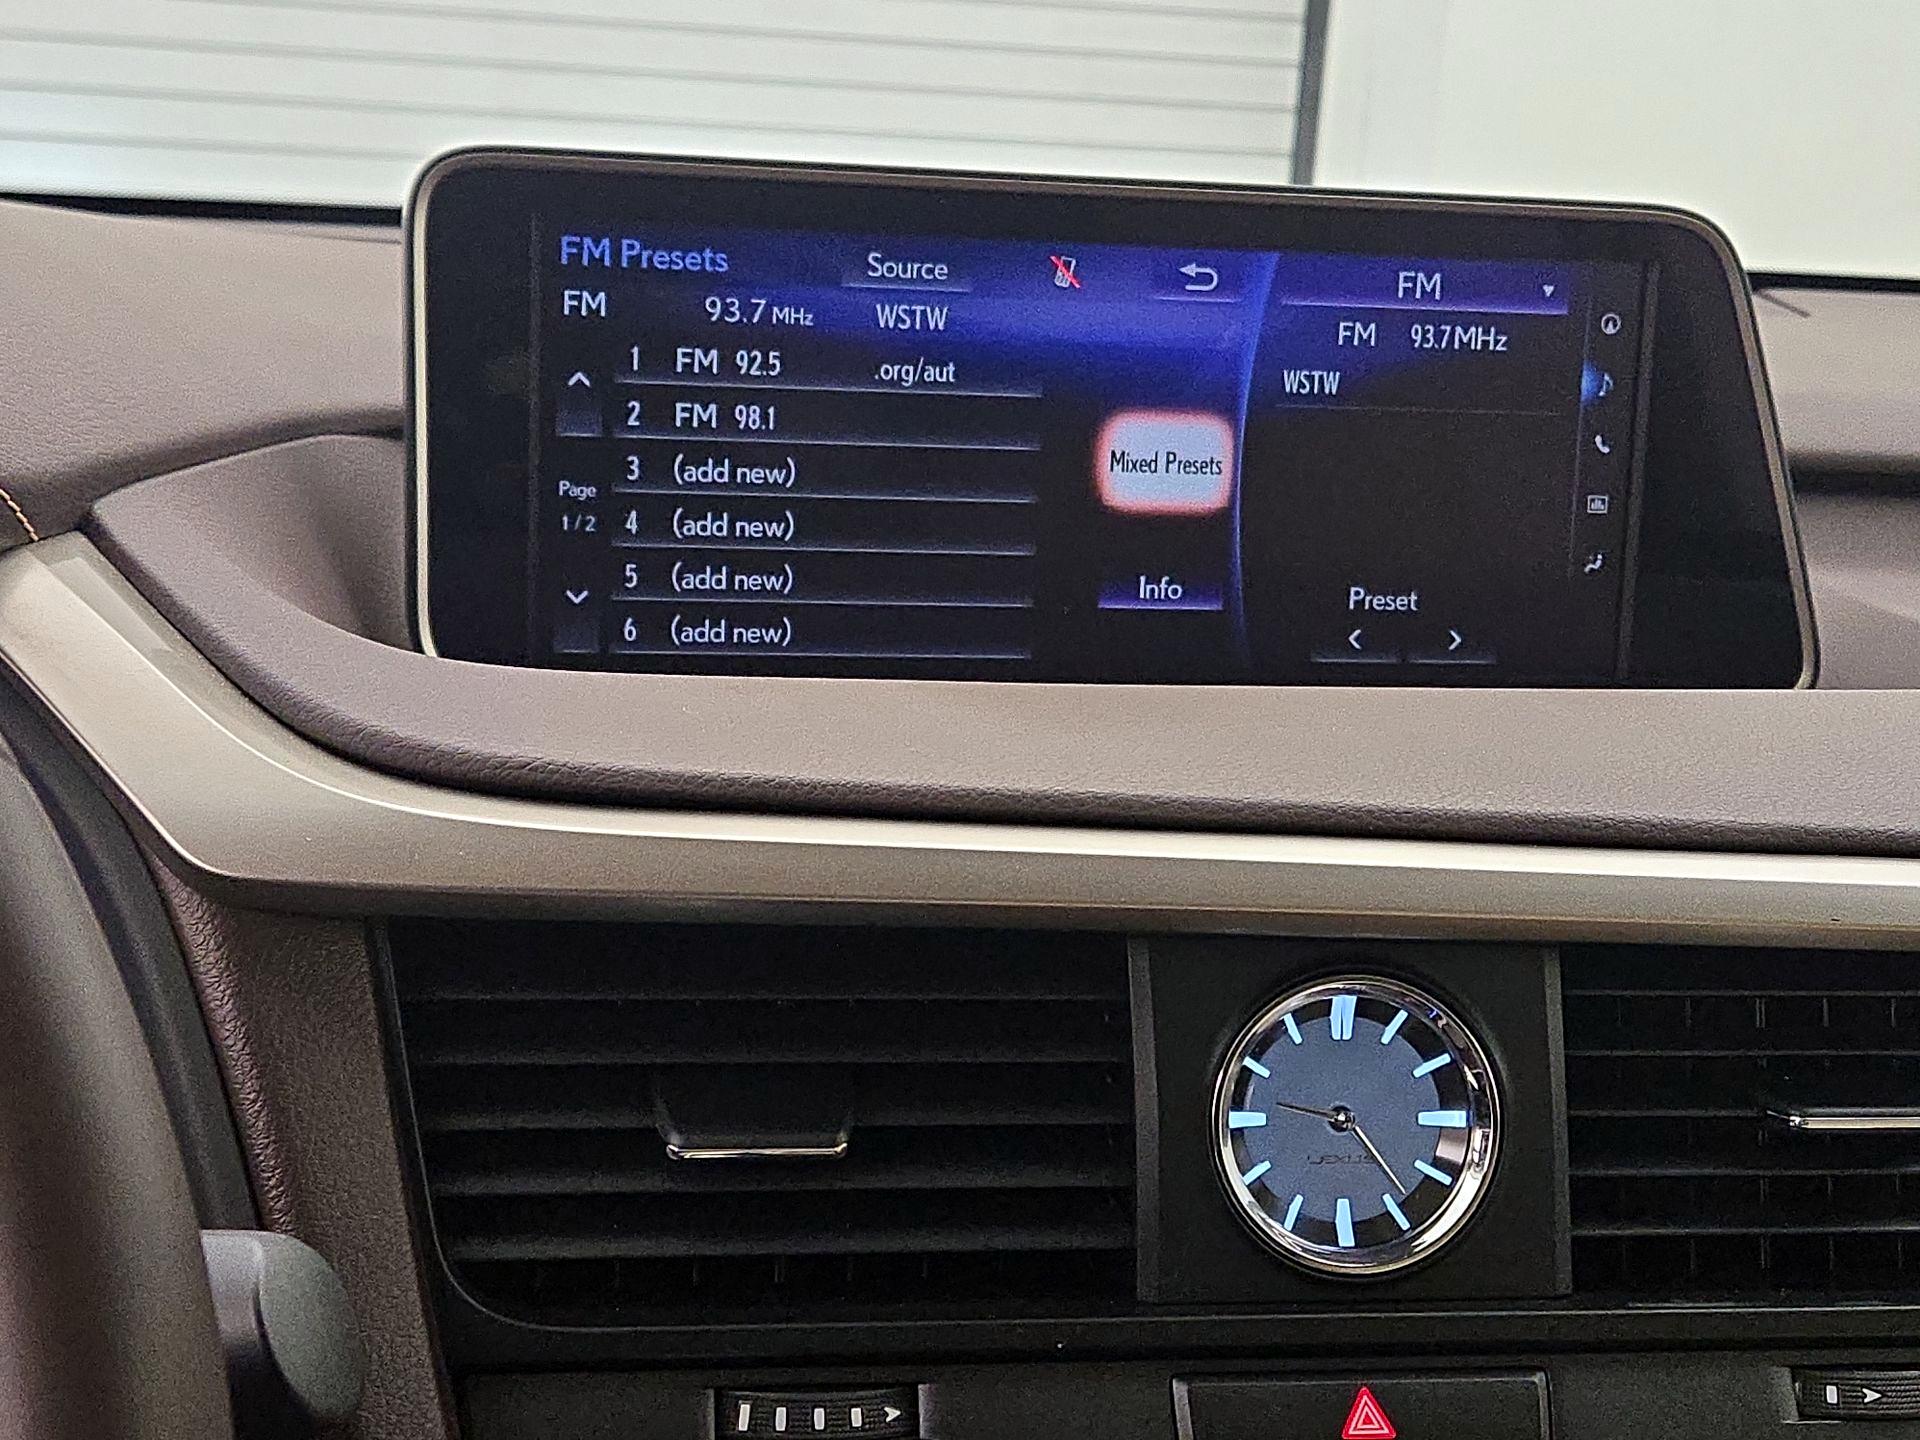 FM Presets
Source
FM
FM 93.7 MHz WSTW
FM 93.7MHz
WSTW
1 FM 92.5 .org/aut
2 FM 98.1
3 (add new)
4 (add new)
5 (add new)
6 (add new)
Page
1/2
Mixed Presets
Info
Preset
LEXUS